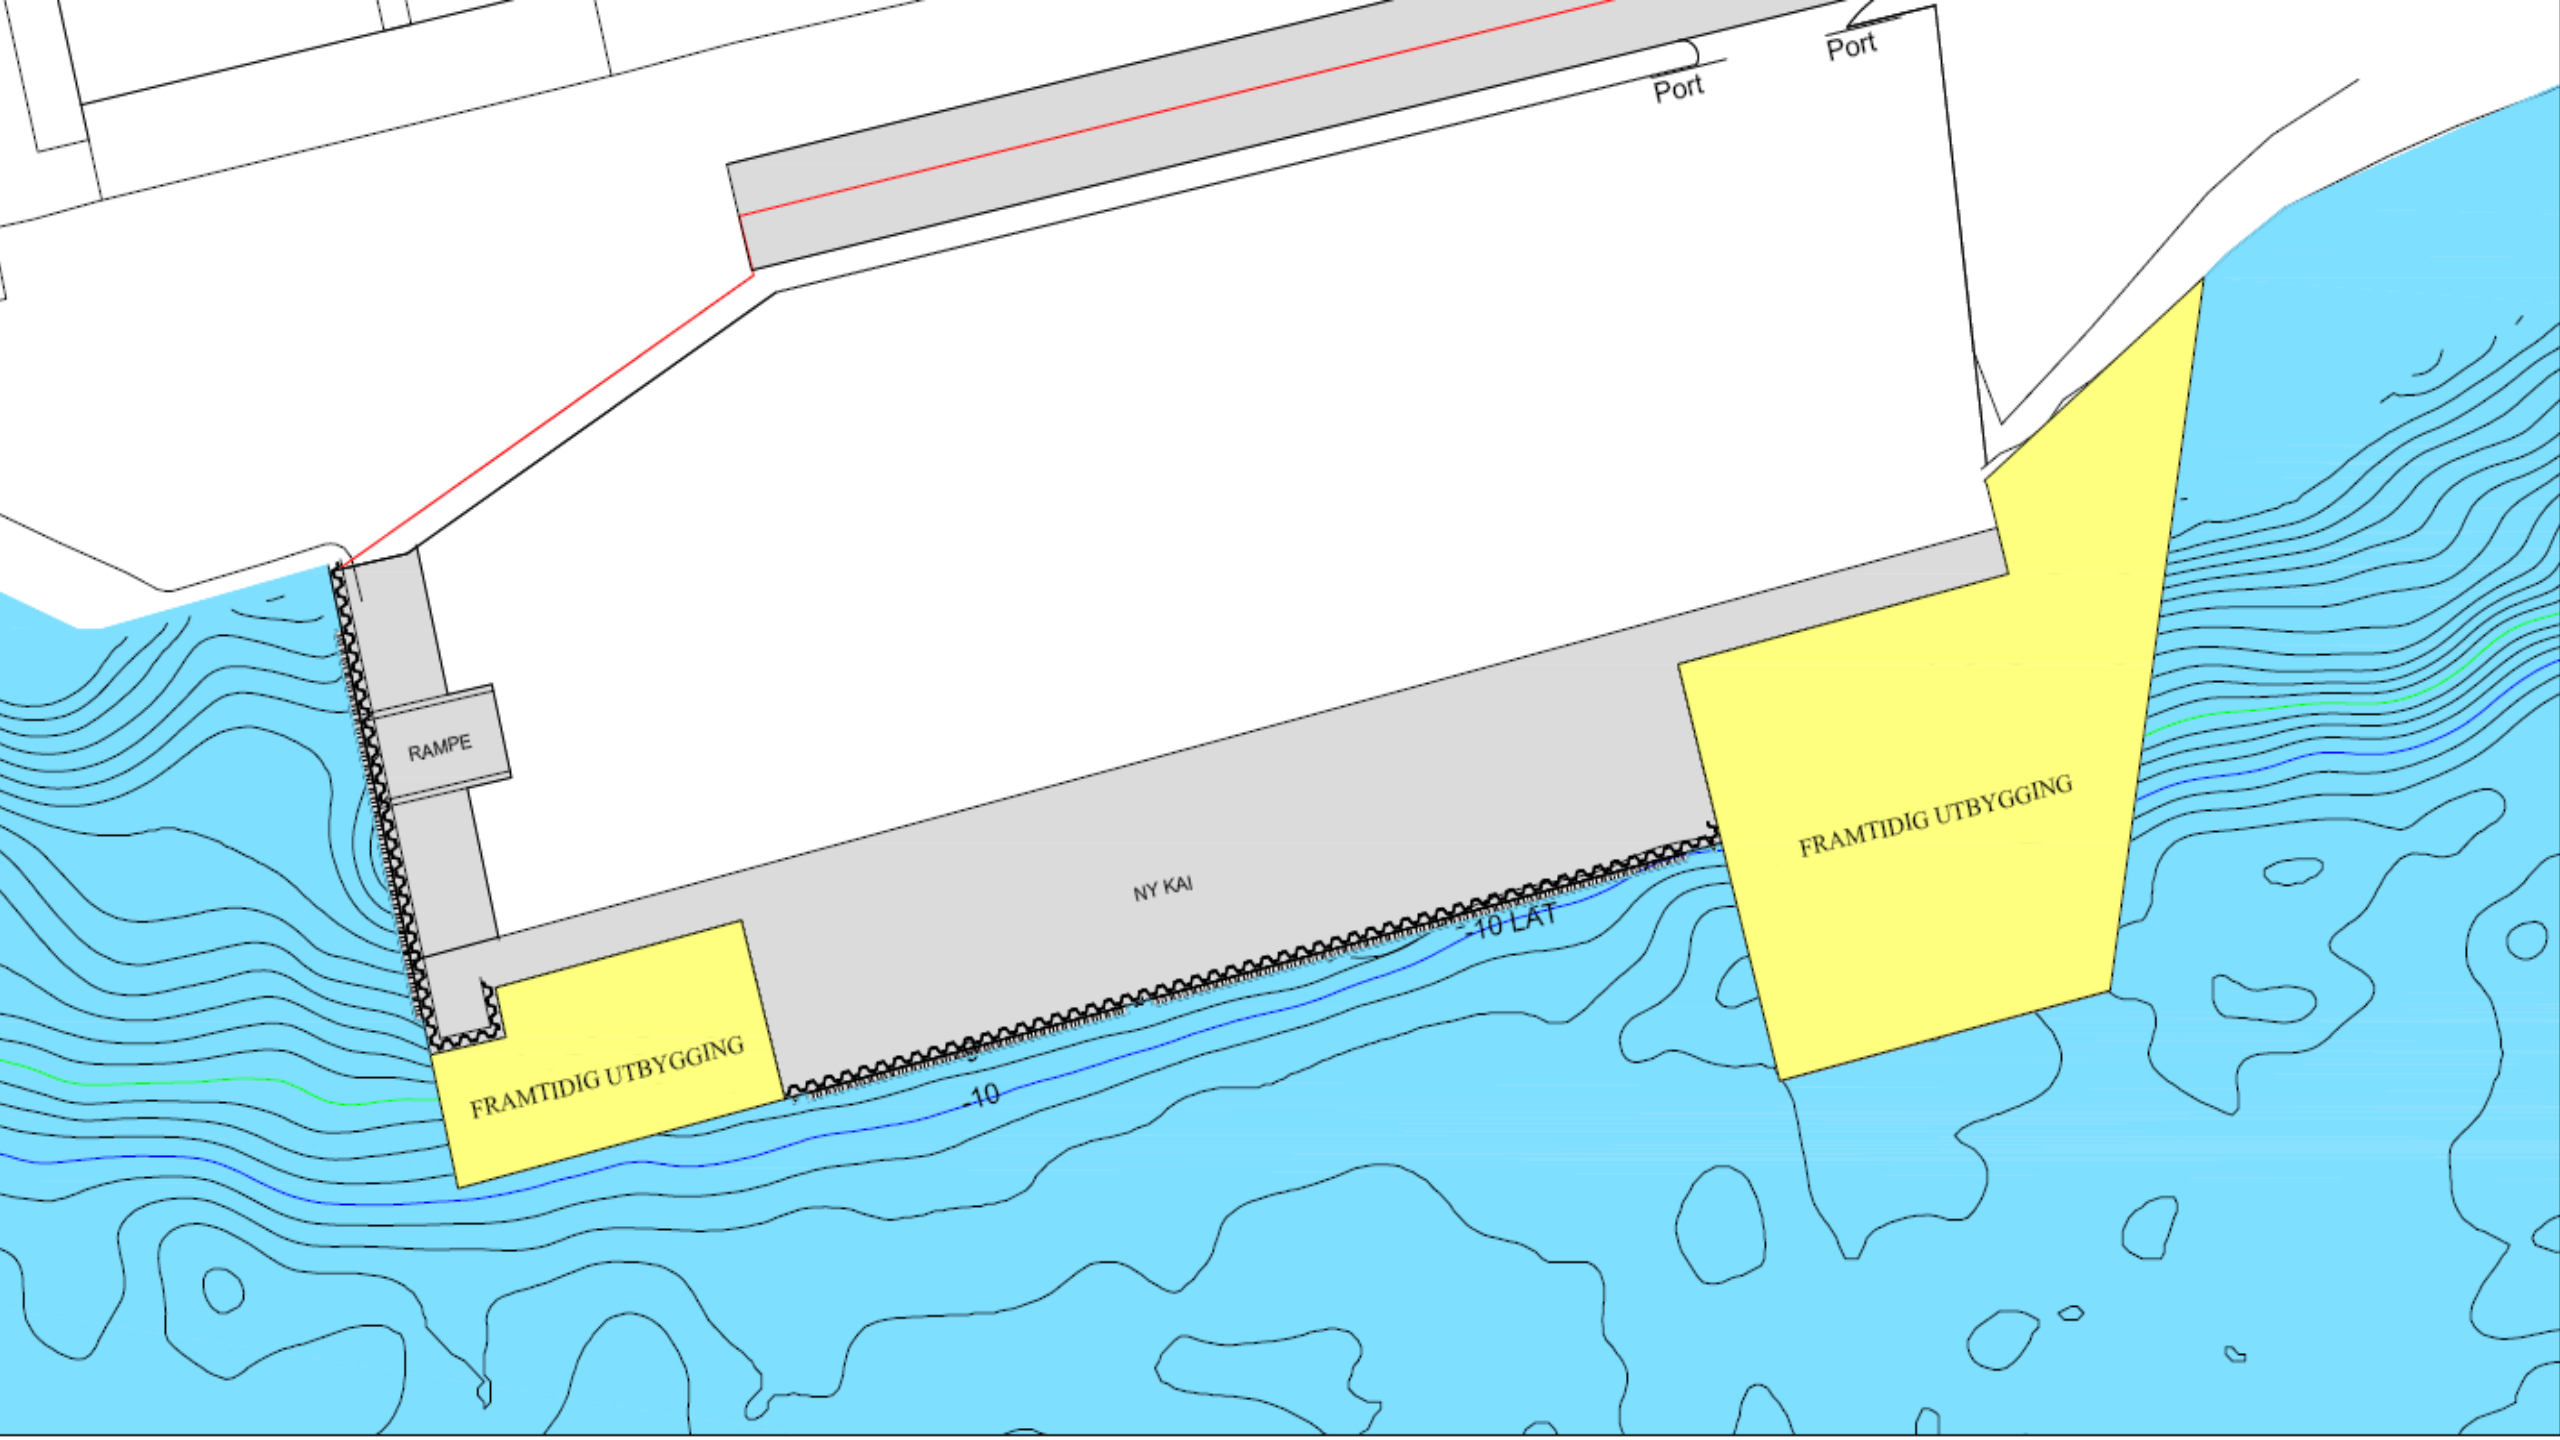 Port
Port
RAMPE
FRAMTIDIG UTBYGGING
NY KAI
-10 LAT
FRAMTIDIG UTBYGGING
-10